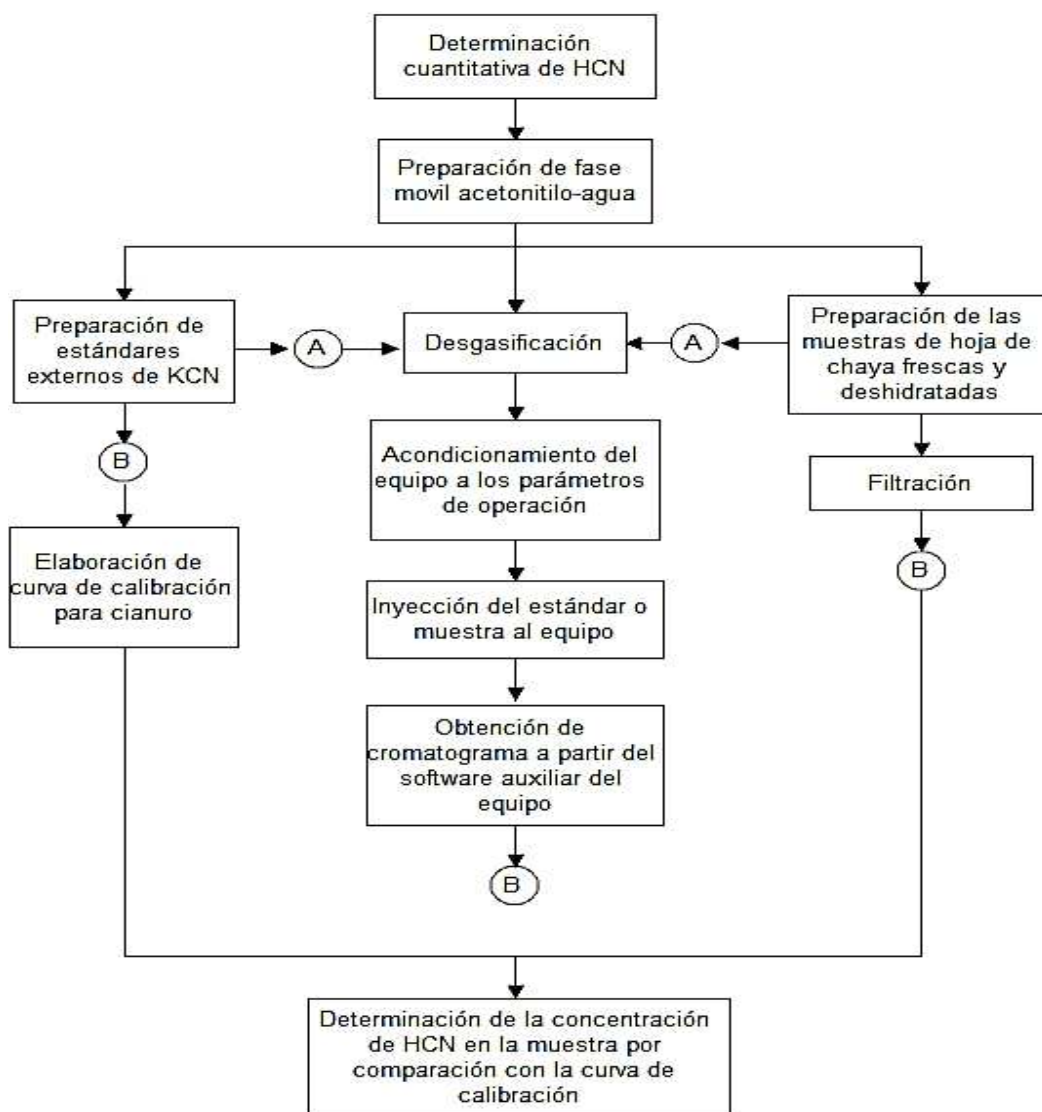 Determinación
cuantitativa de HCN
Preparación de fase
movil acetonitilo-agua
Preparación de
estándares
externos de KCN
A
Desgasificación
A
Preparación de las
muestras de hoja de
chaya frescas y
deshidratadas
B
Acondicionamiento del
equipo a los parámetros
de operación
Filtración
Elaboración de
curva de calibración
para cianuro
B
Inyección del estándar o
muestra al equipo
Obtención de
cromatograma a partir del
software auxiliar del
equipo
B
Determinación de la concentración
de HCN en la muestra por
comparación con la curva de
calibración